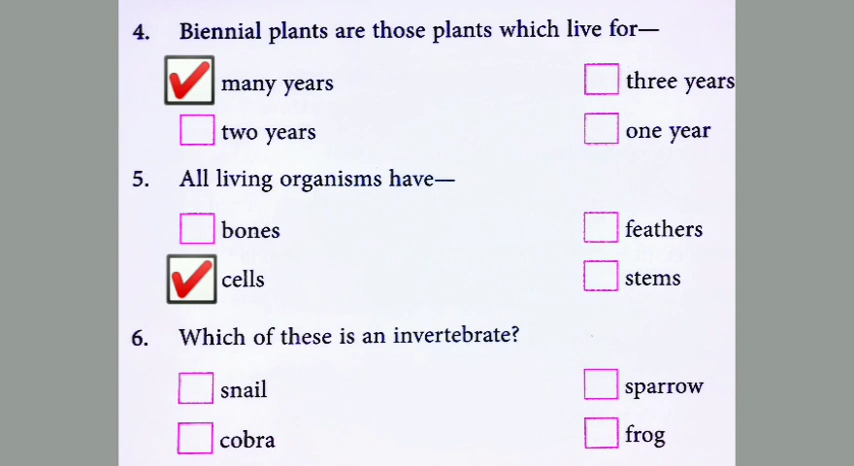 4. Biennial plants are those plants which live for—
many years three years
two years one year
5. All living organisms have—
bones feathers
cells stems
6. Which of these is an invertebrate?
snail sparrow
cobra frog